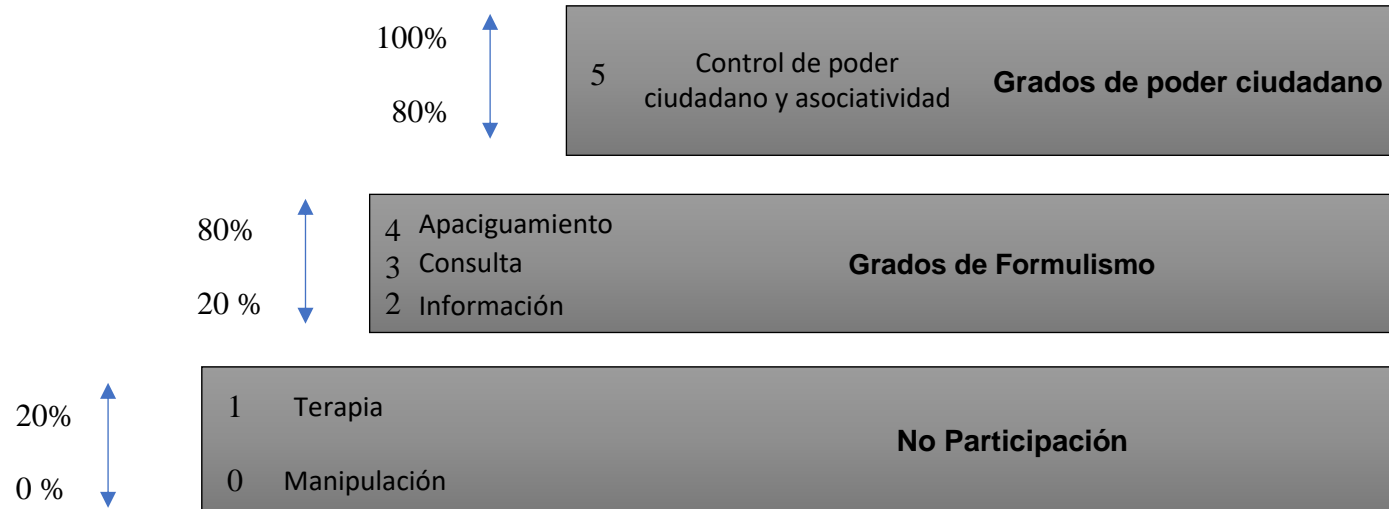 100%
80%
5 Control de poder ciudadano y asociatividad
Grados de poder ciudadano
80%
20 %
4 Apaciguamiento
3 Consulta
2 Información
Grados de Formulismo
20%
0 %
1 Terapia
0 Manipulación
No Participación